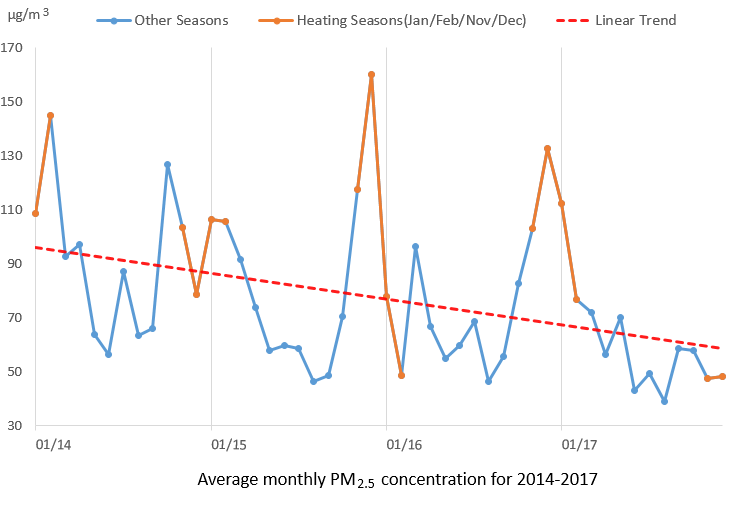 µg/m³
Other Seasons Heating Seasons(Jan/Feb/Nov/Dec) Linear Trend
170
150
130
110
90
70
50
30
01/14 01/15 01/16 01/17
Average monthly PM₂.₅ concentration for 2014-2017